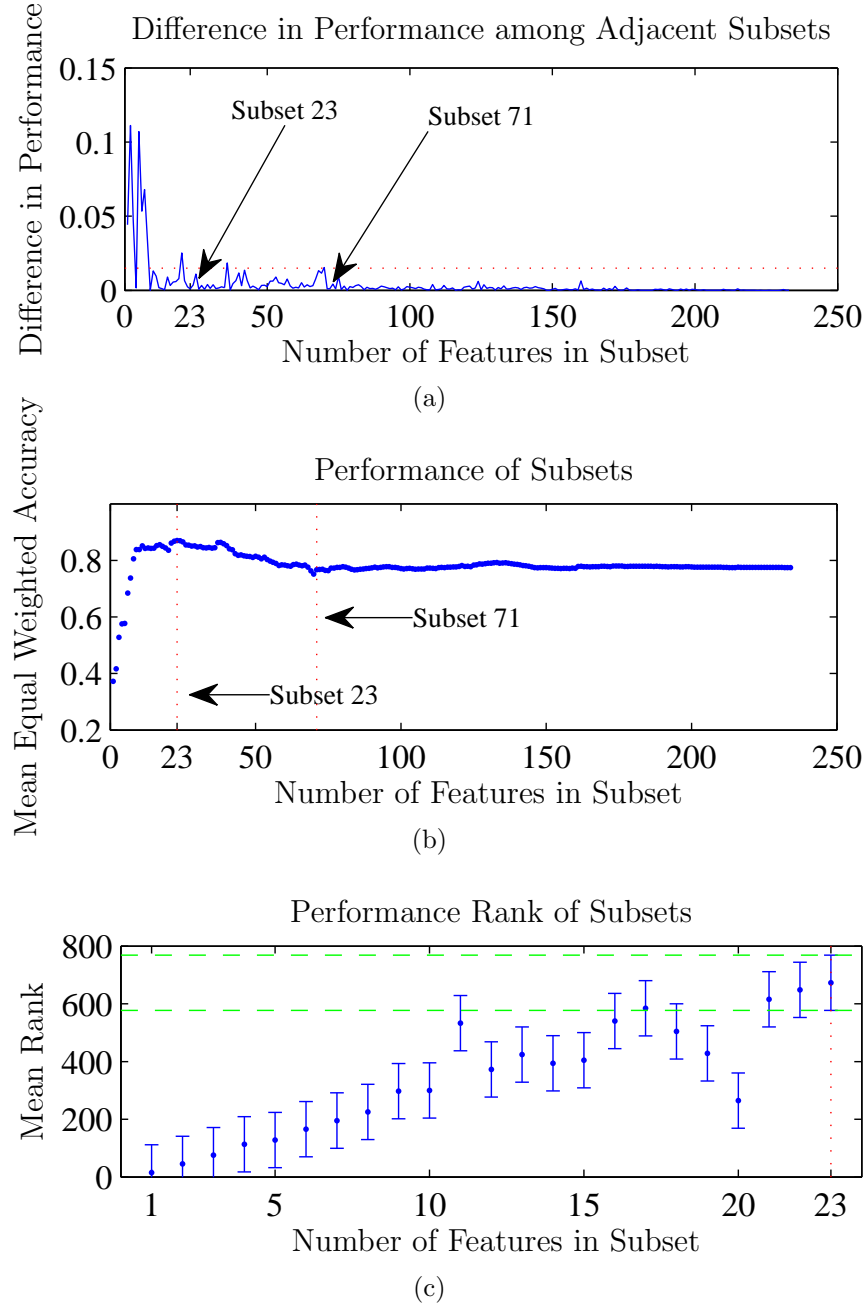 Difference in Performance among Adjacent Subsets
Difference in Performance
0.15
0.1
0.05
0
Subset 23
Subset 71
0 23 50 100 150 200 250
Number of Features in Subset
(a)
Performance of Subsets
Mean Equal Weighted Accuracy
0.8
0.6
0.4
0.2
Subset 71
Subset 23
0 23 50 100 150 200 250
Number of Features in Subset
(b)
Performance Rank of Subsets
Mean Rank
800
600
400
200
0
1 5 10 15 20 23
Number of Features in Subset
(c)